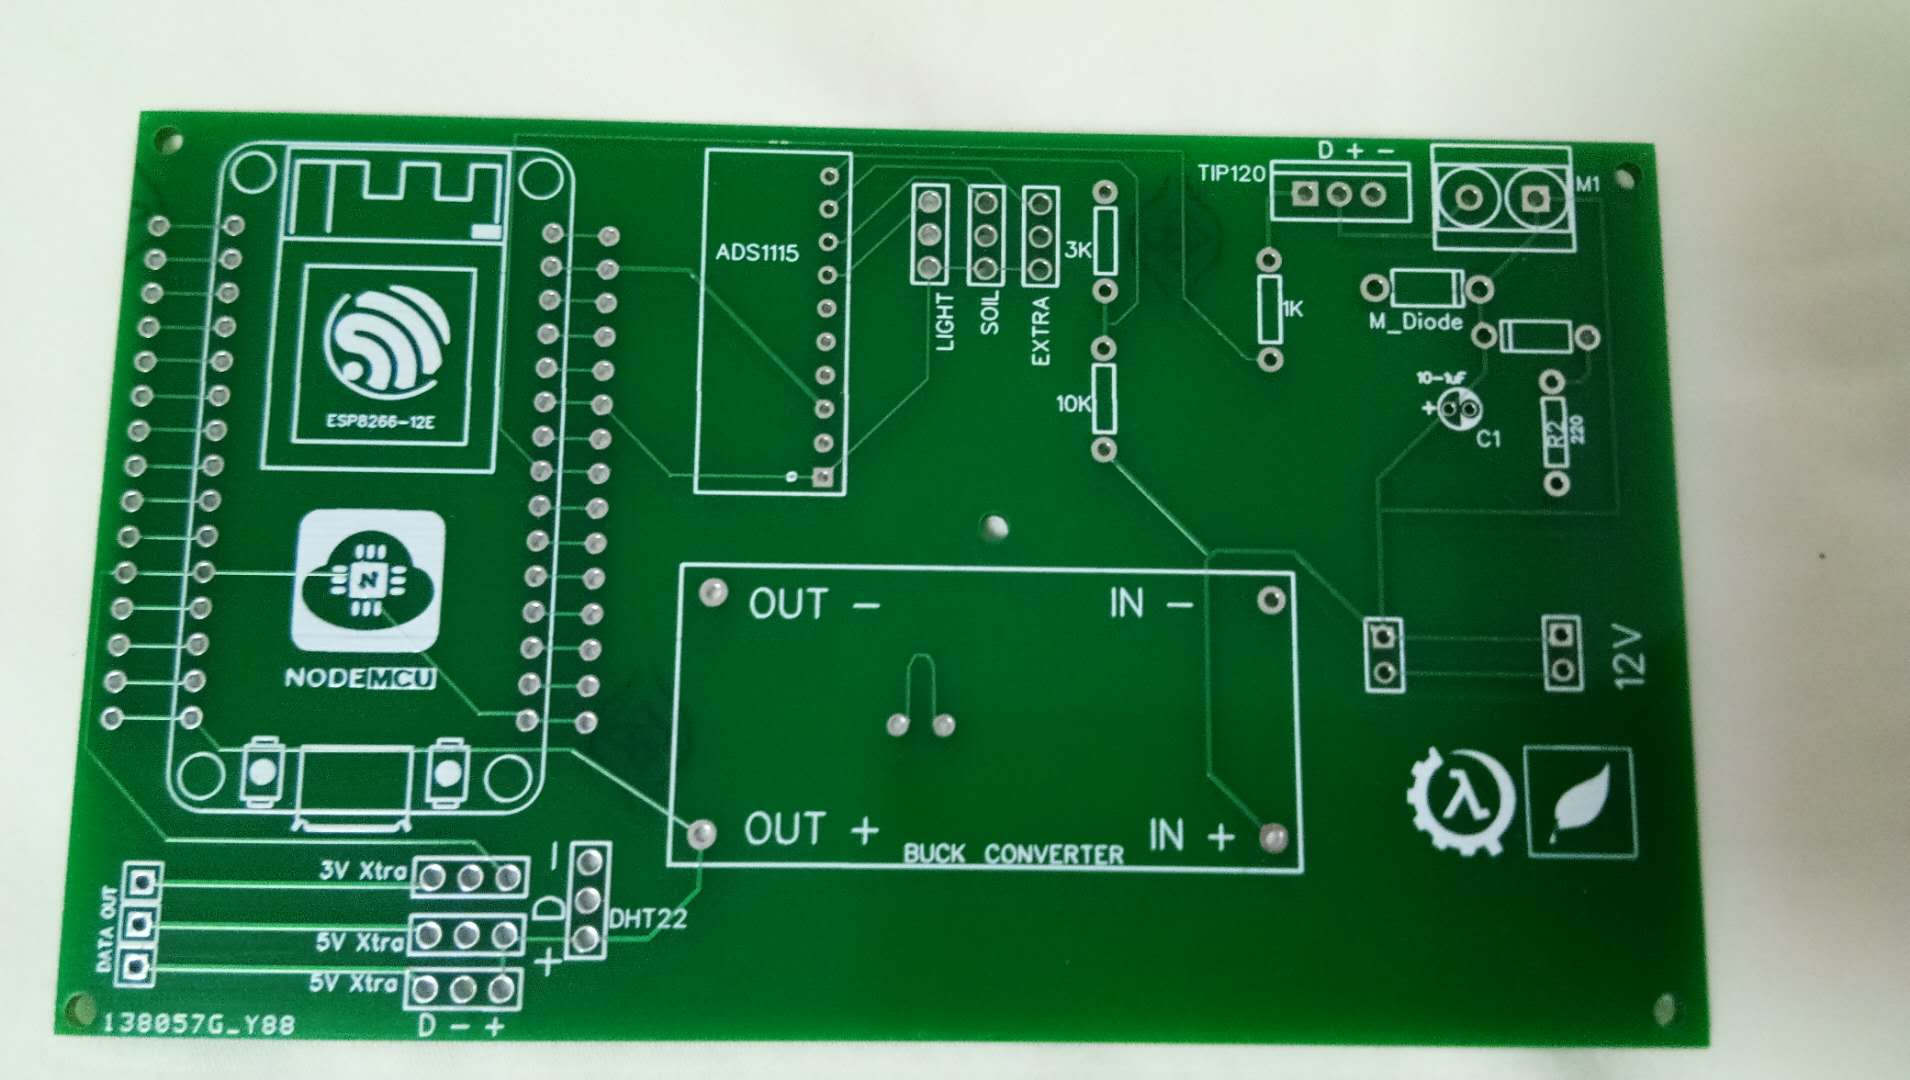 D + -
TIP120
M1
ADS1115
3K
1K
LIGHT
SOIL
EXTRA
M_Diode
10-1uF
+
C1
10K
R2
220
ESP8266-12E
N
NODEMCU
OUT -
IN -
12V
OUT +
IN +
BUCK CONVERTER
λ
3V Xtra
5V Xtra
5V Xtra
DATA OUT
- D +
DHT22
D - +
138057G_Y88